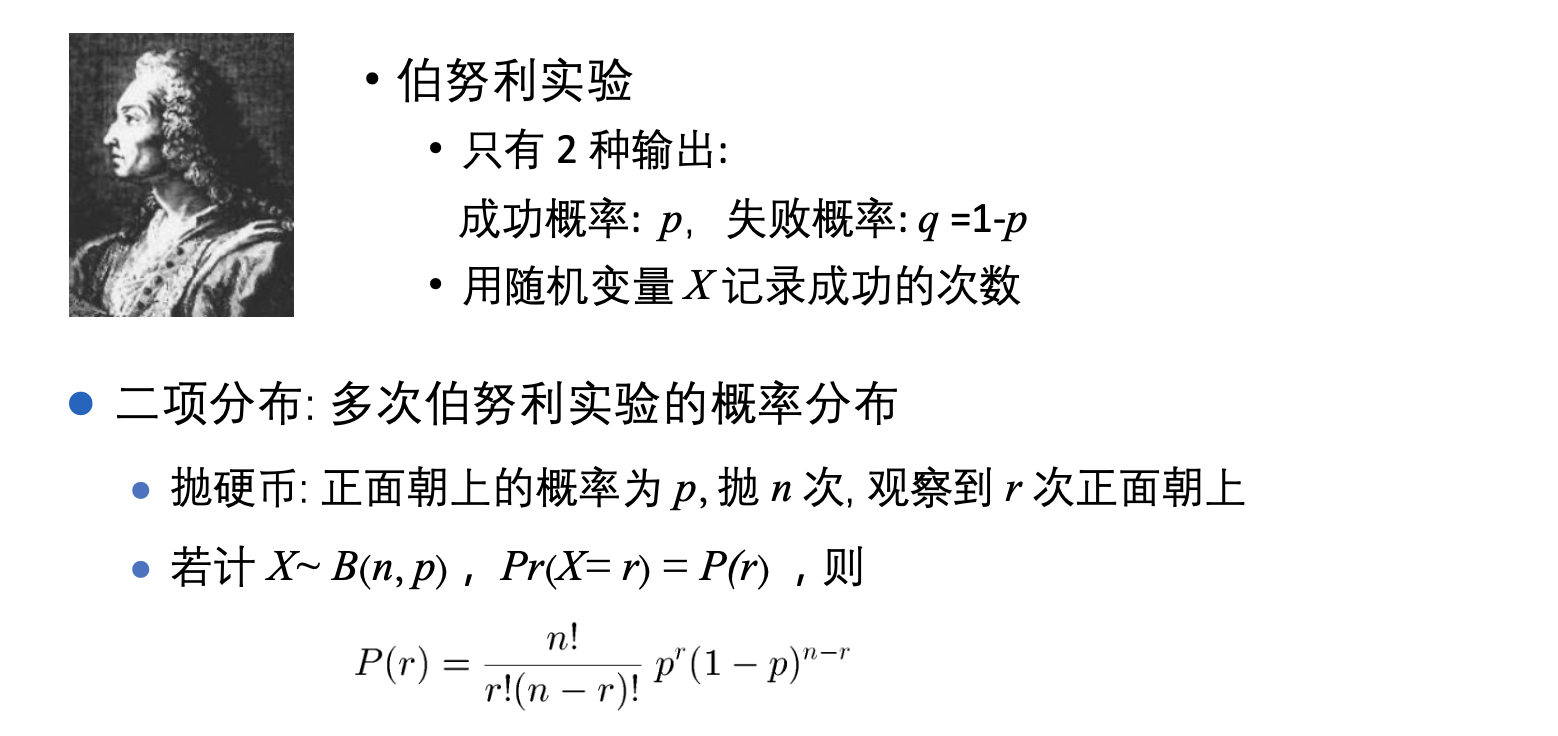 • 伯努利实验
• 只有 2 种输出:
成功概率: p, 失败概率: q =1-p
• 用随机变量 X 记录成功的次数
• 二项分布: 多次伯努利实验的概率分布
• 抛硬币: 正面朝上的概率为 p, 抛 n 次, 观察到 r 次正面朝上
• 若计 X~ B(n, p) , Pr(X= r) = P(r) , 则
P(r) = \frac{n!}{r!(n − r)!} p^r (1 − p)^{n−r}